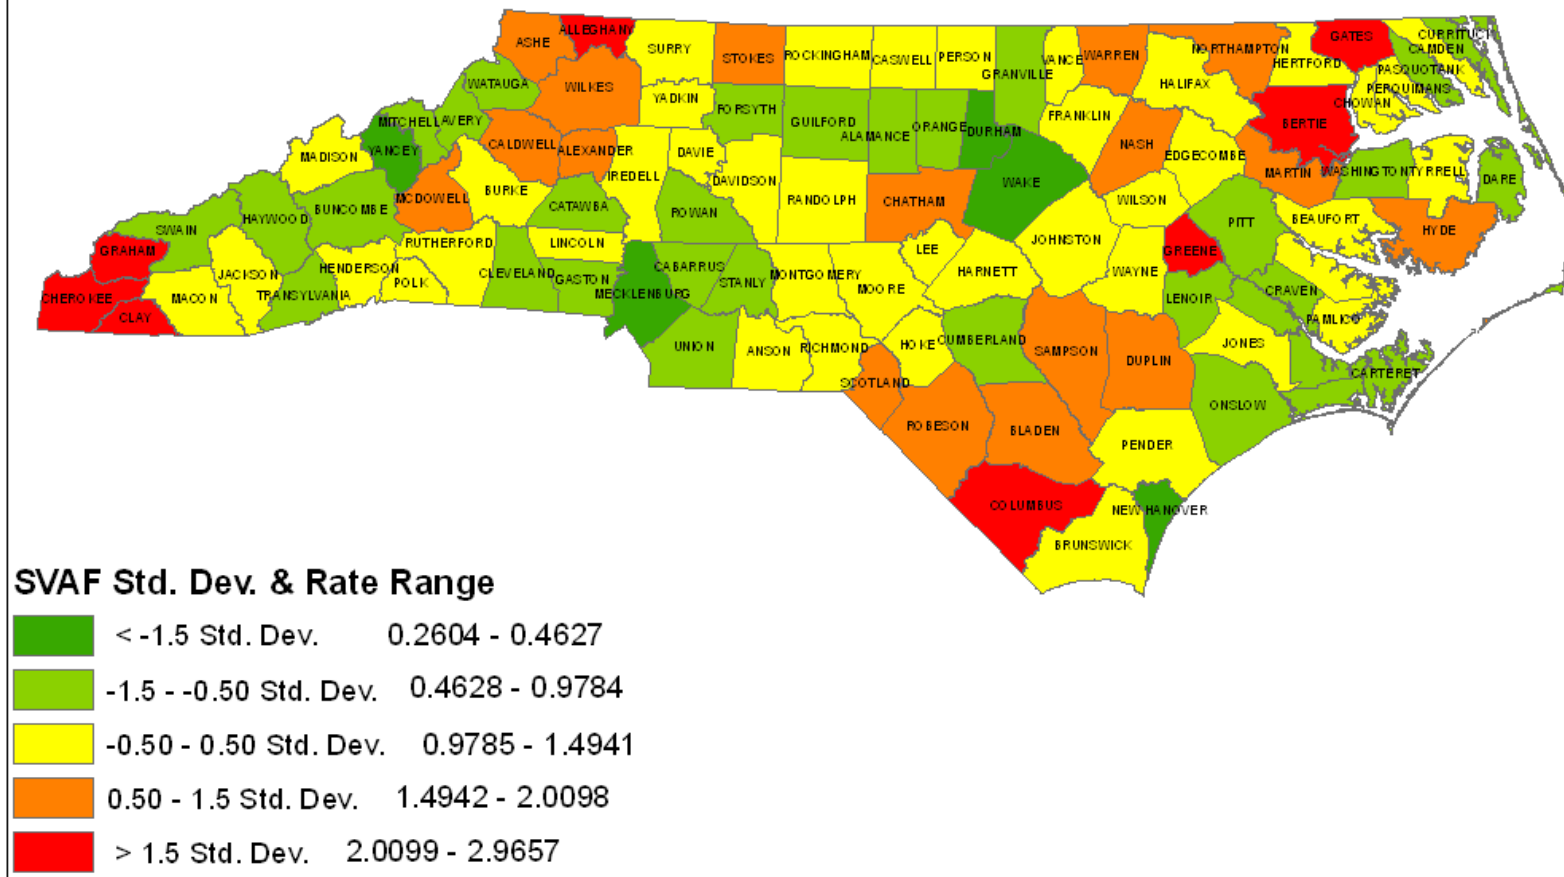 ALLEGHANY
ASHE
SURRY
STOKES
ROCKINGHAM
CASWELL
PERSON
GRANVILLE
VANCE
WARREN
NORTHAMPTON
GATES
HERTFORD
CURRITUCK
CAMDEN
PASQUOTANK
PERQUIMANS
CHOWAN
HALIFAX
WATAUGA
WILKES
YADKIN
FORSYTH
GUILFORD
ALAMANCE
ORANGE
DURHAM
FRANKLIN
BERTIE
MITCHELL
AVERY
YANCEY
MADISON
CALDWELL
ALEXANDER
IREDELL
DAVIE
DAVIDSON
NASH
EDGECOMBE
MARTIN
WASHINGTON
TYRRELL
DARE
MCDOWELL
BURKE
WAKE
RANDOLPH
CHATHAM
WILSON
BUNCOMBE
HAYWOOD
SWAIN
CATAWBA
ROWAN
PITT
BEAUFORT
HYDE
GRAHAM
RUTHERFORD
LINCOLN
LEE
JOHNSTON
GREENE
JACKSON
HENDERSON
POLK
CLEVELAND
GASTON
CABARRUS
STANLY
MONTGOMERY
MOORE
HARNETT
WAYNE
CHEROKEE
MACON
TRANSYLVANIA
MECKLENBURG
LENOIR
CRAVEN
CLAY
PAMLICO
UNION
ANSON
RICHMOND
HOKE
CUMBERLAND
SAMPSON
DUPLIN
JONES
CARTERET
SCOTLAND
ONSLOW
ROBESON
BLADEN
PENDER
COLUMBUS
NEW HANOVER
BRUNSWICK
SVAF Std. Dev. & Rate Range
< -1.5 Std. Dev. 0.2604 - 0.4627
-1.5 - -0.50 Std. Dev. 0.4628 - 0.9784
-0.50 - 0.50 Std. Dev. 0.9785 - 1.4941
0.50 - 1.5 Std. Dev. 1.4942 - 2.0098
> 1.5 Std. Dev. 2.0099 - 2.9657